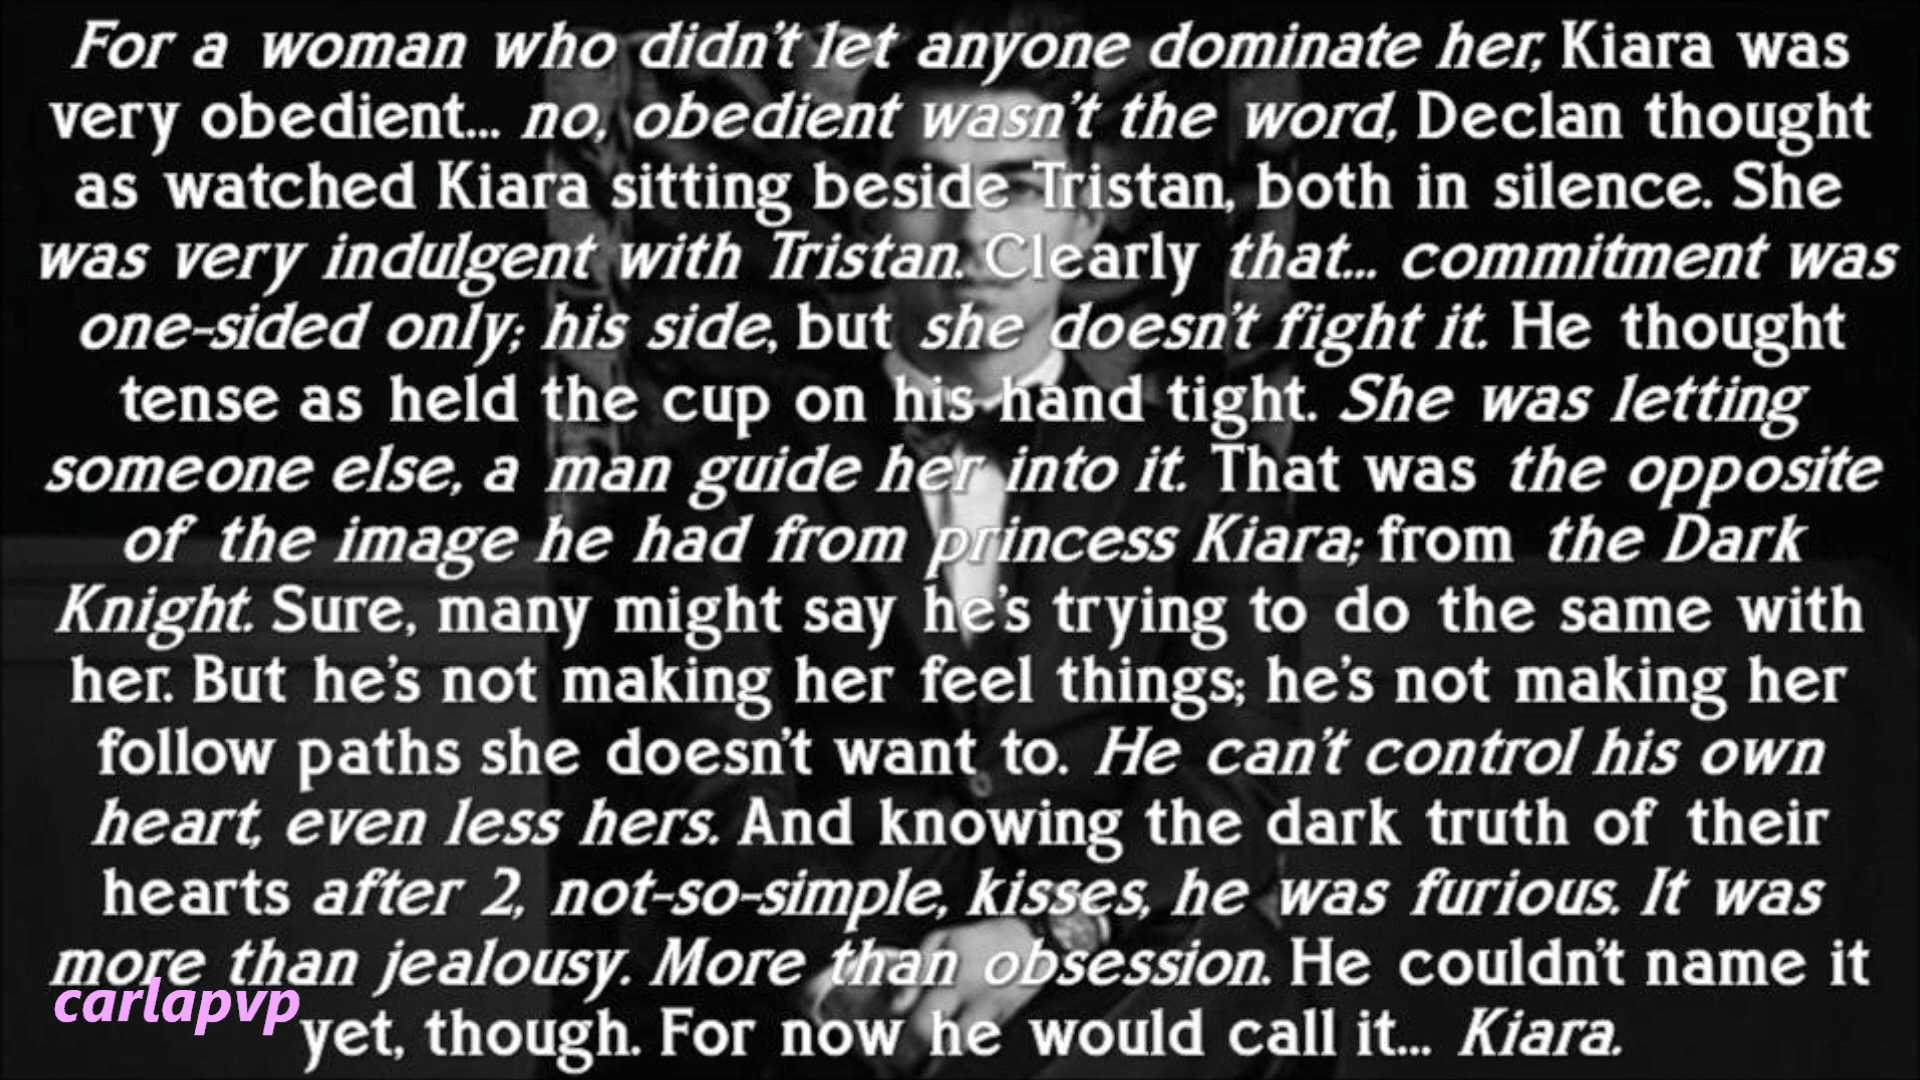 For a woman who didn't let anyone dominate her, Kiara was
very obedient... no, obedient wasn't the word, Declan thought
as watched Kiara sitting beside Tristan, both in silence. She
was very indulgent with Tristan. Clearly that... commitment was
one-sided only; his side, but she doesn't fight it. He thought
tense as held the cup on his hand tight. She was letting
someone else, a man guide her into it. That was the opposite
of the image he had from princess Kiara; from the Dark
Knight. Sure, many might say he's trying to do the same with
her. But he's not making her feel things; he's not making her
follow paths she doesn't want to. He can't control his own
heart, even less hers. And knowing the dark truth of their
hearts after 2, not-so-simple, kisses, he was furious. It was
more than jealousy. More than obsession. He couldn't name it
yet, though. For now he would call it... Kiara.
carlapvp